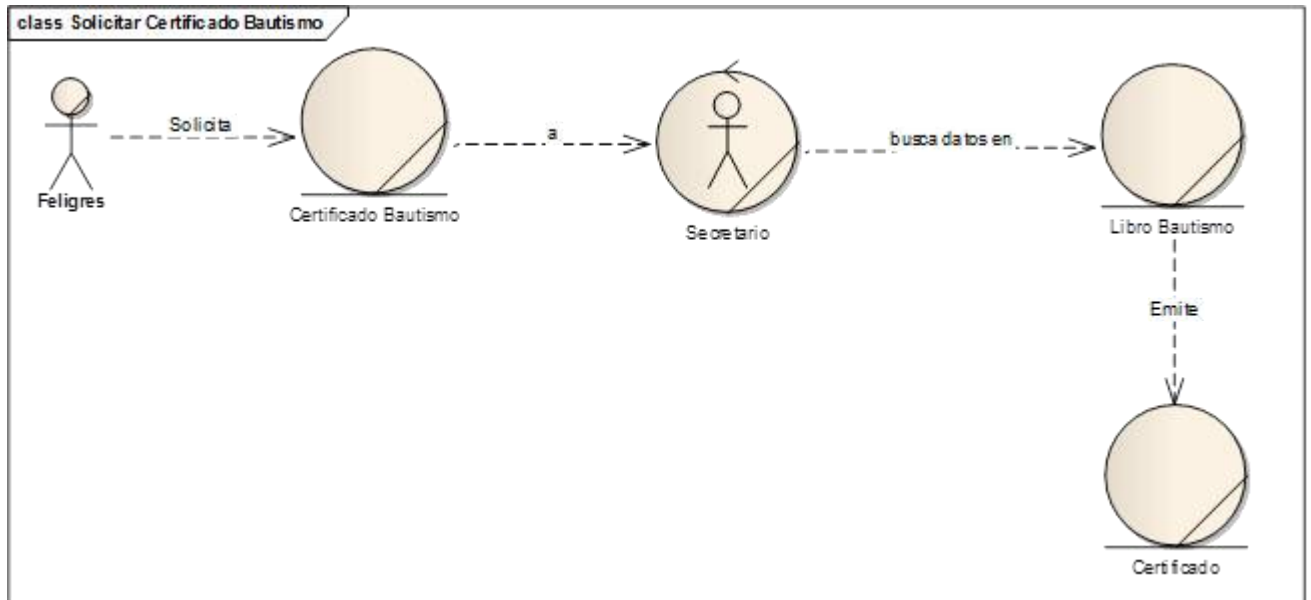 class Solicitar Certificado Bautismo
Solicita
a
busca datos en
Feligres
Certificado Bautismo
Secretario
Libro Bautismo
Emite
Certificado